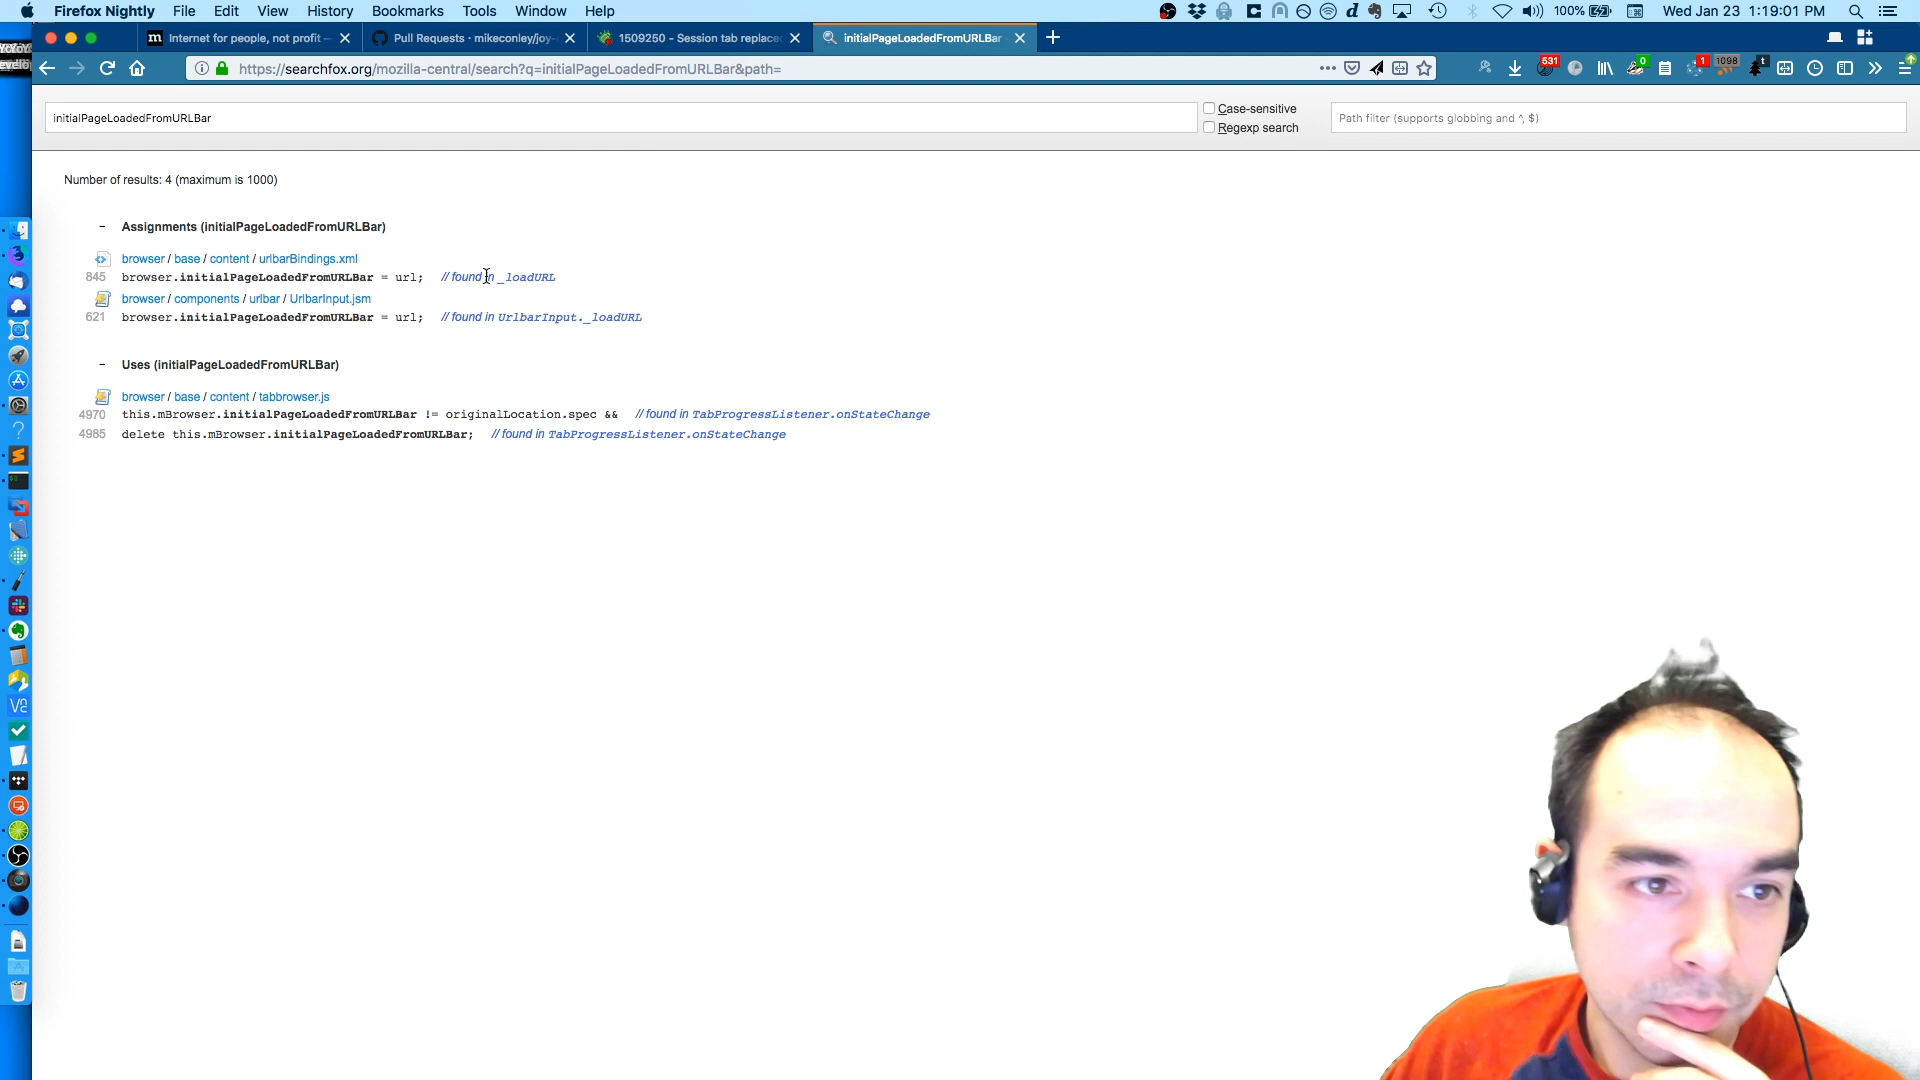 Firefox Nightly File Edit View History Bookmarks Tools Window Help 100% Wed Jan 23 1:19:01 PM
Internet for people, not profit — Pull Requests · mikeconley/joy- 1509250 - Session tab replace initialPageLoadedFromURLBar
https://searchfox.org/mozilla-central/search?q=initialPageLoadedFromURLBar&path= 531 0 1 1098 t
initialPageLoadedFromURLBar Case-sensitive Path filter (supports globbing and ^, $)
Regexp search
Number of results: 4 (maximum is 1000)
− Assignments (initialPageLoadedFromURLBar)
browser / base / content / urlbarBindings.xml
845 browser.initialPageLoadedFromURLBar = url; // found in _loadURL
browser / components / urlbar / UrlbarInput.jsm
621 browser.initialPageLoadedFromURLBar = url; // found in UrlbarInput._loadURL
− Uses (initialPageLoadedFromURLBar)
browser / base / content / tabbrowser.js
4970 this.mBrowser.initialPageLoadedFromURLBar != originalLocation.spec && // found in TabProgressListener.onStateChange
4985 delete this.mBrowser.initialPageLoadedFromURLBar; // found in TabProgressListener.onStateChange
V2